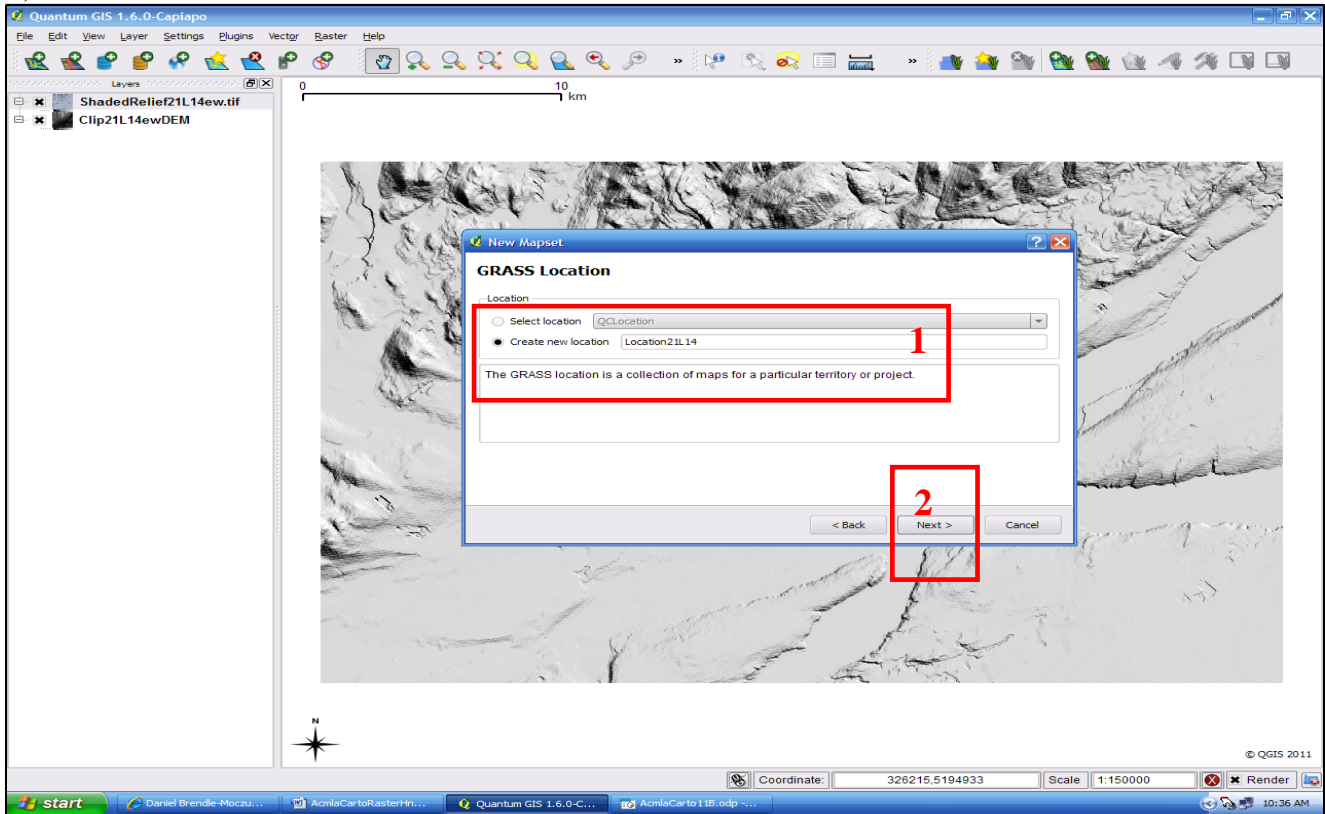 Quantum GIS 1.6.0-Capiapo
File Edit View Layer Settings Plugins Vector Raster Help
» »
Layers
ShadedRelief21L14ew.tif
Clip21L14ewDEM
0 10
km
New Mapset
GRASS Location
Location
Select location QCLocation
Create new location Location21L14
1
The GRASS location is a collection of maps for a particular territory or project.
2
< Back Next > Cancel
N
© QGIS 2011
Coordinate: 326215,5194933 Scale 1:150000 Render
start Daniel Brendle-Moczu... AcmlaCartoRasterHn... Quantum GIS 1.6.0-C... AcmlaCarto11B.odp -... 10:36 AM